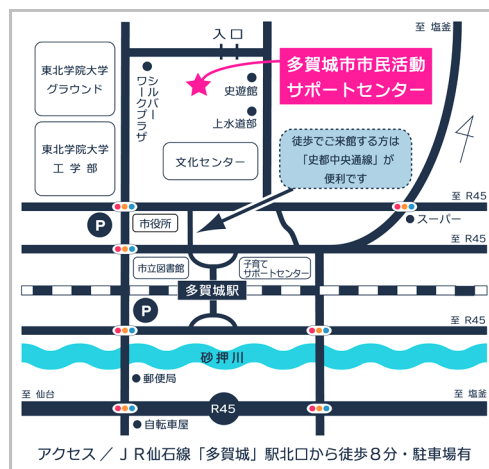 至 塩釜
入口
多賀城市市民活動
サポートセンター
東北学院大学
グラウンド
シルバー
ワークプラザ
史遊館
上水道部
東北学院大学
工学部
文化センター
徒歩でご来館する方は
「史都中央通線」が
便利です
至 R45
スーパー
P
市役所
至 R45
市立図書館
子育て
サポートセンター
多賀城駅
P
至 R45
砂押川
郵便局
至 仙台
至 塩釜
R45
自転車屋
アクセス／ＪＲ仙石線「多賀城」駅北口から徒歩８分・駐車場有